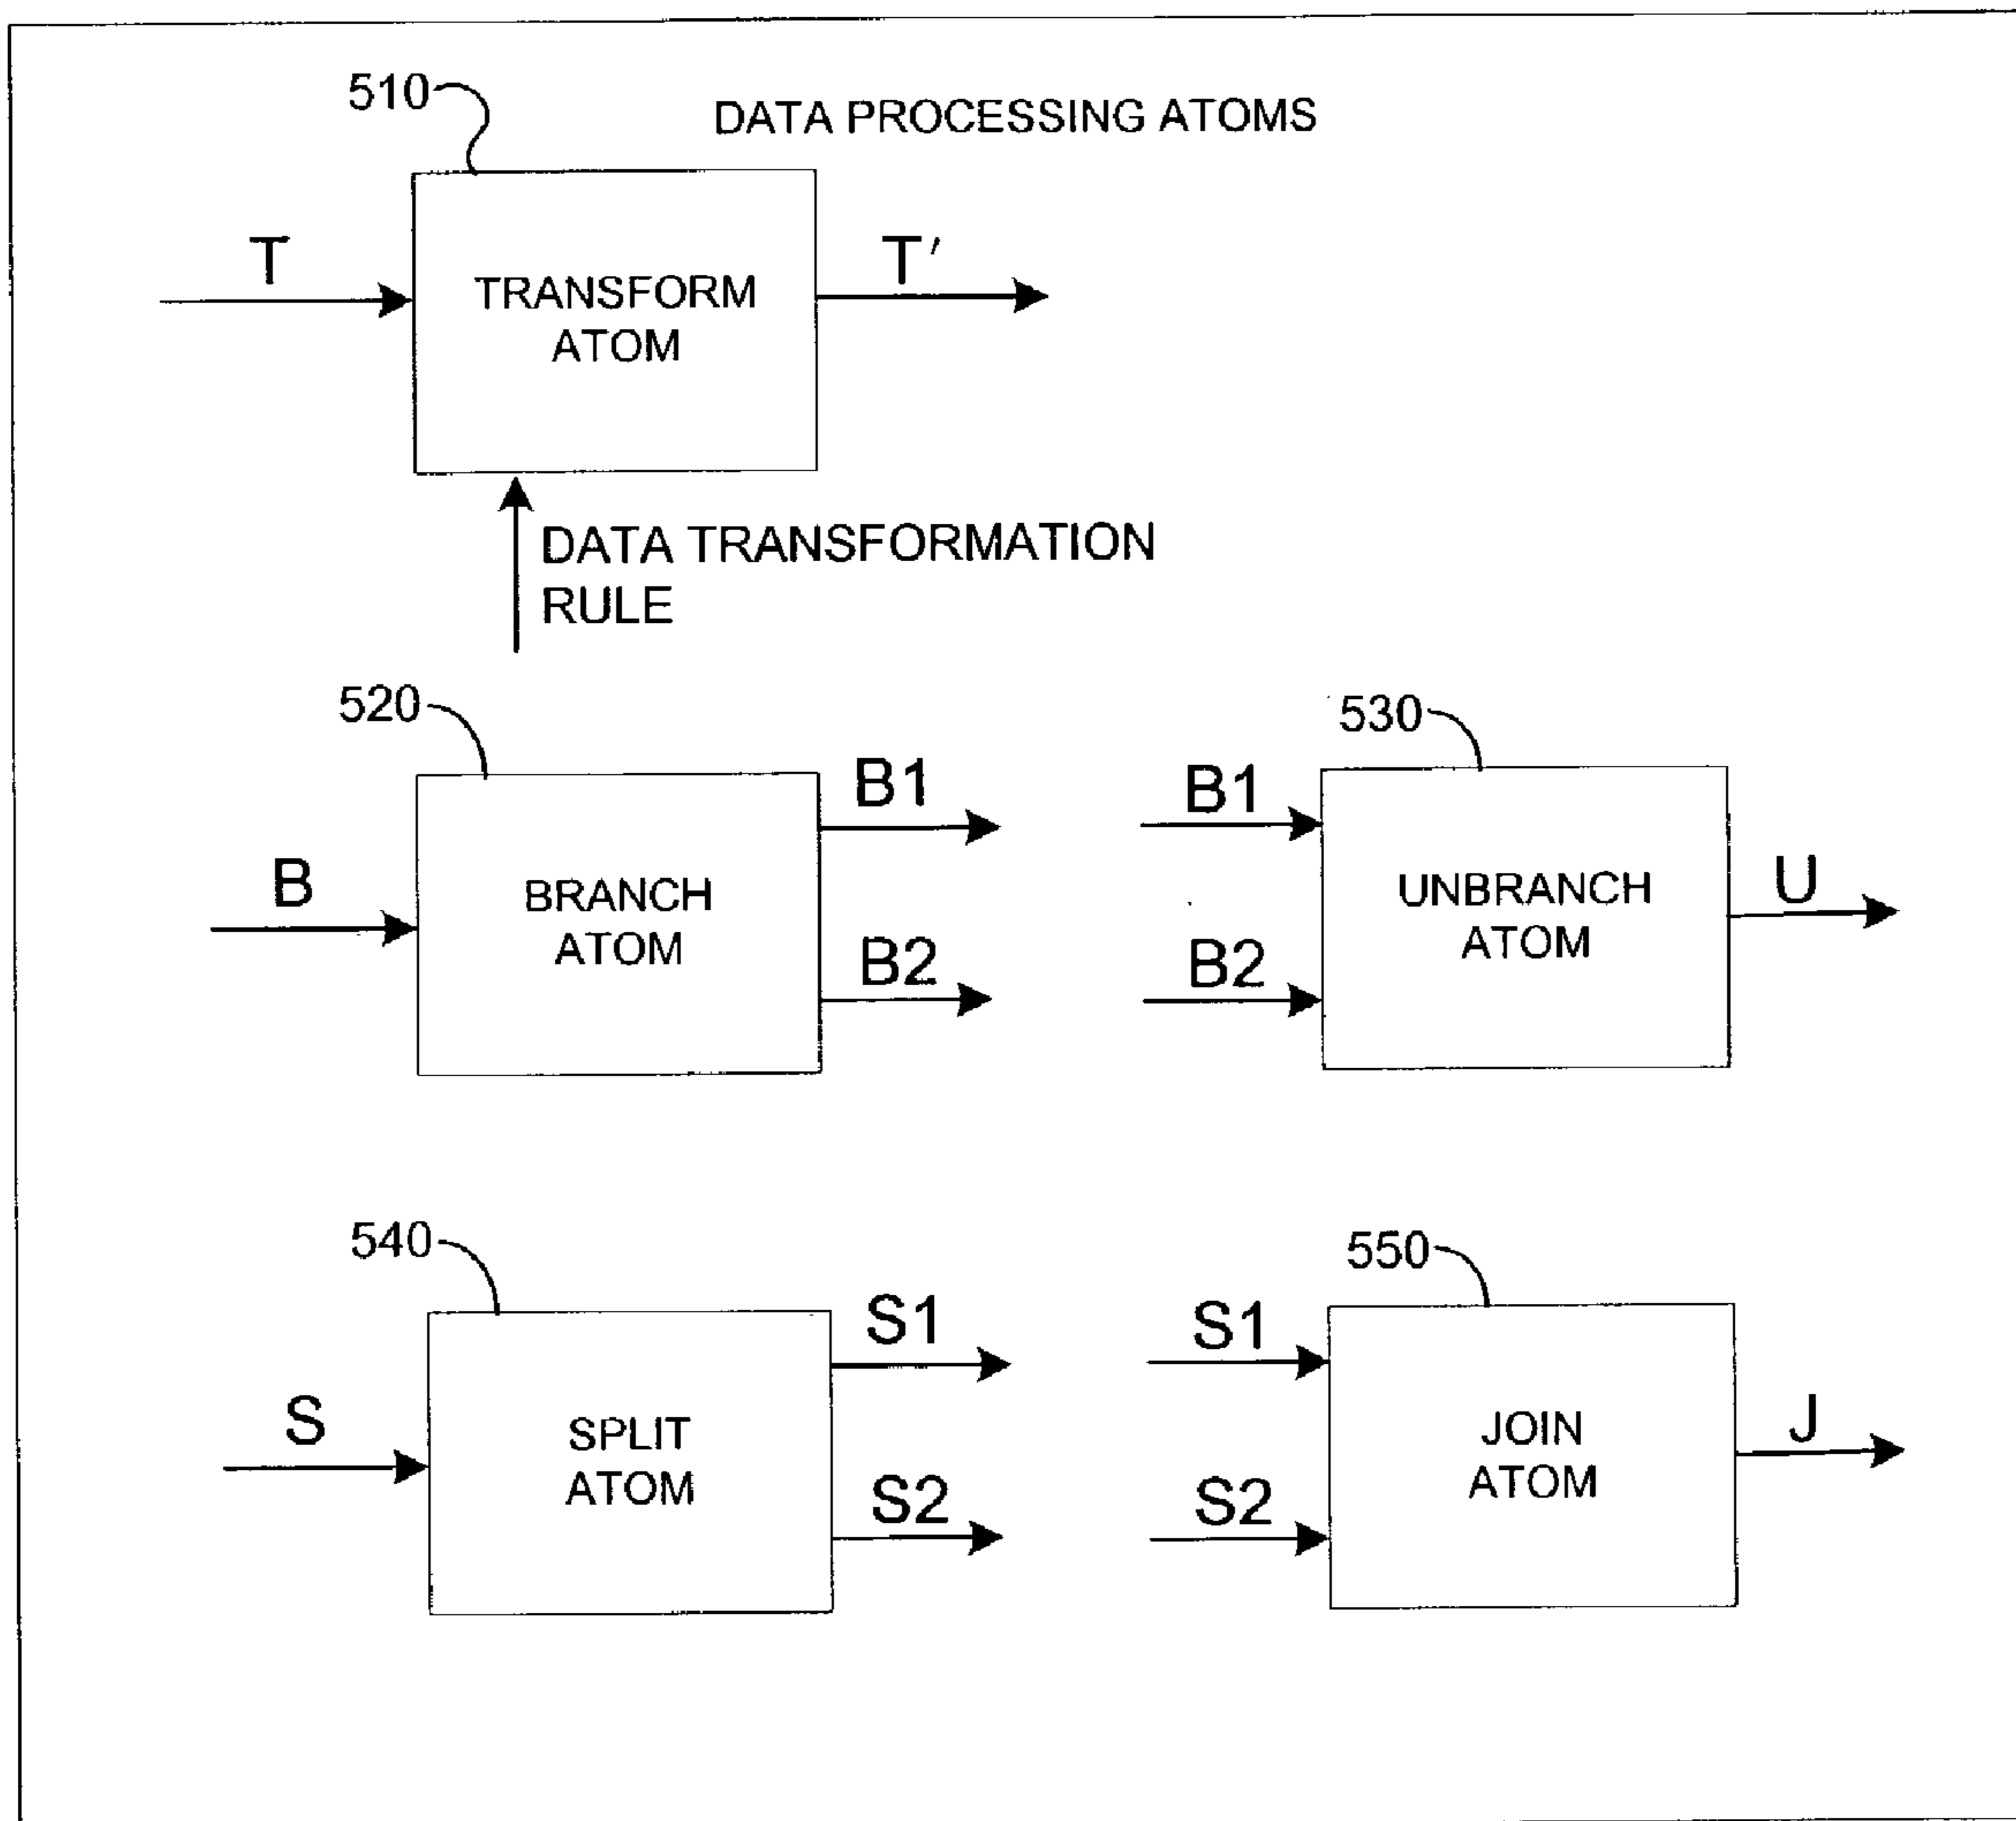 510
DATA PROCESSING ATOMS
T
T'
TRANSFORM
ATOM
DATA TRANSFORMATION
RULE
520
B
BRANCH
ATOM
B1
B2
530
B1
B2
UNBRANCH
ATOM
U
540
S
SPLIT
ATOM
S1
S2
550
S1
S2
JOIN
ATOM
J